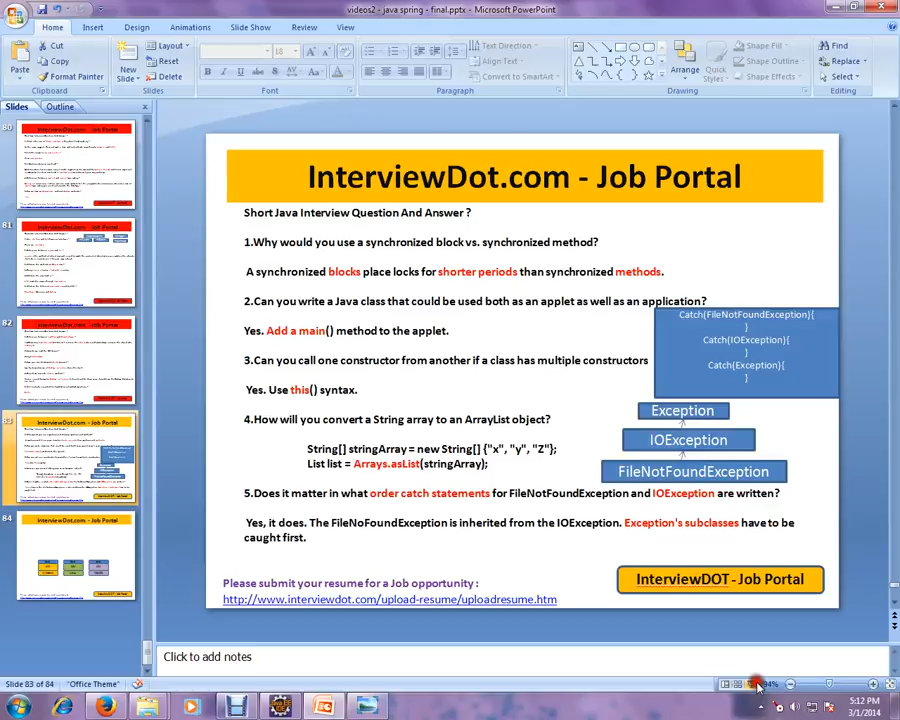 videos2 - java spring - final.pptx - Microsoft PowerPoint
Home Insert Design Animations Slide Show Review View
Cut
Copy
Format Painter
Paste
Clipboard
New
Slide
Layout
Reset
Delete
Slides
18
Font
Paragraph
Text Direction
Align Text
Convert to SmartArt
Arrange
Quick
Styles
Shape Fill
Shape Outline
Shape Effects
Drawing
Find
Replace
Select
Editing
Slides Outline
80
81
82
83
84
InterviewDot.com - Job Portal
Short Java Interview Question And Answer ?
1.Why would you use a synchronized block vs. synchronized method?
A synchronized blocks place locks for shorter periods than synchronized methods.
2.Can you write a Java class that could be used both as an applet as well as an application?
Yes. Add a main() method to the applet.
3.Can you call one constructor from another if a class has multiple constructors
Yes. Use this() syntax.
4.How will you convert a String array to an ArrayList object?
String[] stringArray = new String[] {"x", "y", "Z"};
List list = Arrays.asList(stringArray);
Catch(FileNotFoundException){
}
Catch(IOException){
}
Catch(Exception){
}
Exception
IOException
FileNotFoundException
5.Does it matter in what order catch statements for FileNotFoundException and IOException are written?
Yes, it does. The FileNoFoundException is inherited from the IOException. Exception's subclasses have to be
caught first.
Please submit your resume for a Job opportunity :
http://www.interviewdot.com/upload-resume/uploadresume.htm
InterviewDOT - Job Portal
Click to add notes
Slide 83 of 84 "Office Theme" 94%
5:12 PM
3/1/2014